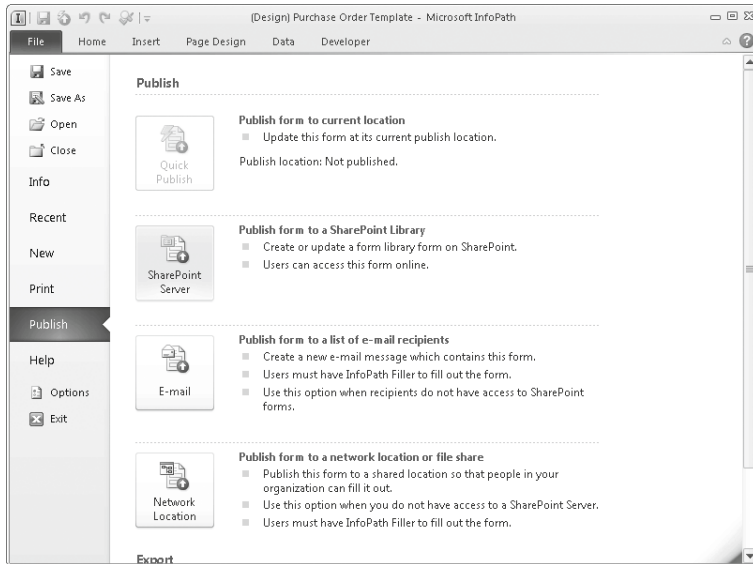 (Design) Purchase Order Template - Microsoft InfoPath
File Home Insert Page Design Data Developer
Save
Save As
Open
Close
Info
Recent
New
Print
Publish
Help
Options
Exit
Publish
Quick
Publish
Publish form to current location
Update this form at its current publish location.
Publish location: Not published.
SharePoint
Server
Publish form to a SharePoint Library
Create or update a form library form on SharePoint.
Users can access this form online.
E-mail
Publish form to a list of e-mail recipients
Create a new e-mail message which contains this form.
Users must have InfoPath Filler to fill out the form.
Use this option when recipients do not have access to SharePoint
forms.
Network
Location
Publish form to a network location or file share
Publish this form to a shared location so that people in your
organization can fill it out.
Use this option when you do not have access to a SharePoint Server.
Users must have InfoPath Filler to fill out the form.
Export